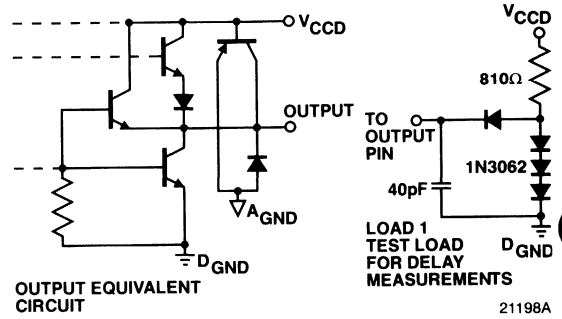 VCCD
OUTPUT
AGND
DGND
OUTPUT EQUIVALENT
CIRCUIT
VCCD
810Ω
TO
OUTPUT
PIN
1N3062
40pF
DGND
LOAD 1
TEST LOAD
FOR DELAY
MEASUREMENTS
21198A